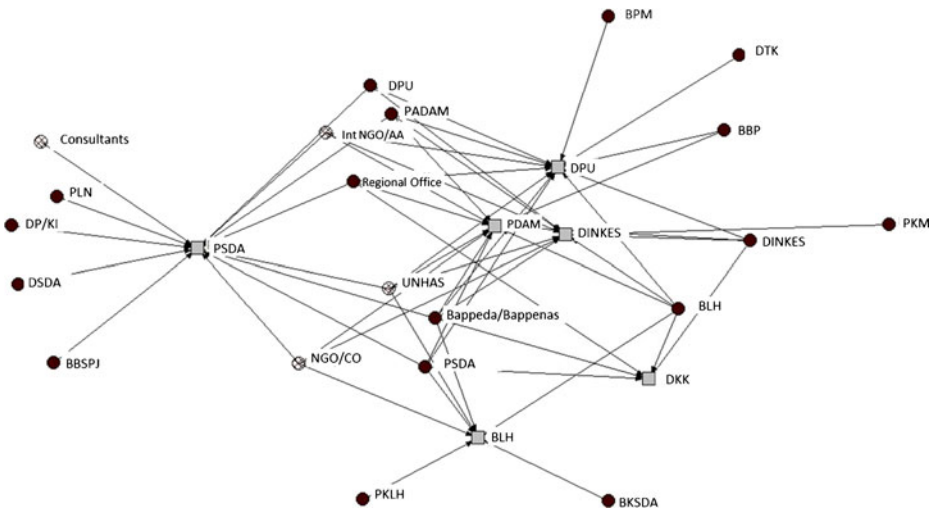 BPM
DTK
DPU
PADAM
BBP
Int NGO/AA
Consultants
DPU
Regional Office
PLN
DP/KI
PDAM
DINKES
PKM
PSDA
DINKES
DSDA
UNHAS
BLH
Bappeda/Bappenas
BBSPJ
NGO/CO
PSDA
DKK
BLH
PKLH
BKSDA